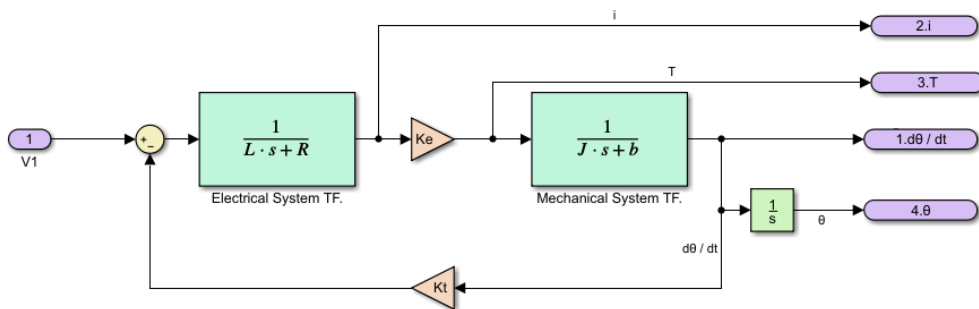 i
2.i
T
3.T
1
V1
+
−
1
L · s + R
Electrical System TF.
Ke
1
J · s + b
Mechanical System TF.
1.dθ / dt
1
s
θ
4.θ
dθ / dt
Kt